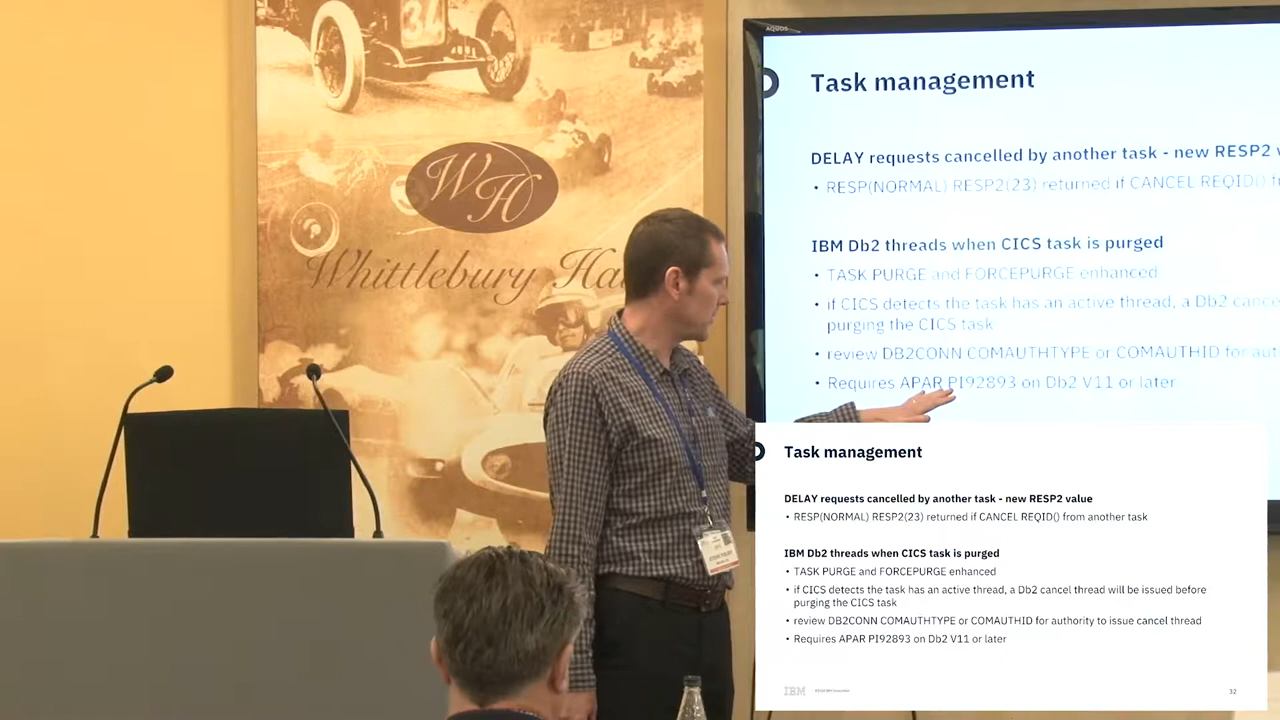 34
WH
Whittlebury Ha
AQUOS
Task management
DELAY requests cancelled by another task - new RESP2
• RESP(NORMAL) RESP2(23) returned if CANCEL REQID()
IBM Db2 threads when CICS task is purged
• TASK PURGE and FORCEPURGE enhanced
• if CICS detects the task has an active thread, a Db2 cance
purging the CICS task
• review DB2CONN COMAUTHTYPE or COMAUTHID for aut
• Requires APAR PI92893 on Db2 V11 or later
Task management
DELAY requests cancelled by another task - new RESP2 value
• RESP(NORMAL) RESP2(23) returned if CANCEL REQID() from another task
IBM Db2 threads when CICS task is purged
• TASK PURGE and FORCEPURGE enhanced
• if CICS detects the task has an active thread, a Db2 cancel thread will be issued before
purging the CICS task
• review DB2CONN COMAUTHTYPE or COMAUTHID for authority to issue cancel thread
• Requires APAR PI92893 on Db2 V11 or later
IBM
32